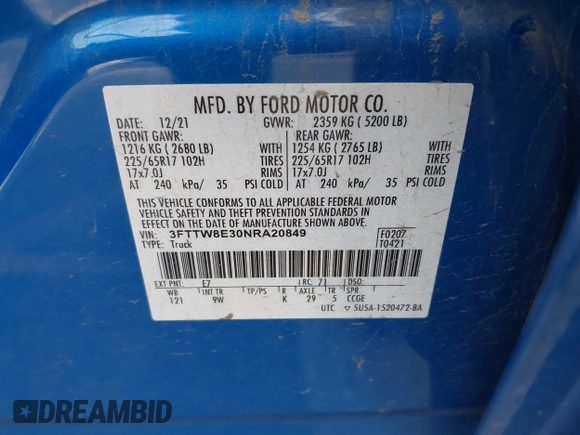 MFD. BY FORD MOTOR CO.
DATE: 12/21 GVWR: 2359 KG ( 5200 LB)
FRONT GAWR: REAR GAWR:
1216 KG ( 2680 LB) WITH 1254 KG ( 2765 LB) WITH
225/65R17 102H TIRES 225/65R17 102H TIRES
17x7.0J RIMS 17x7.0J RIMS
AT 240 kPa/ 35 PSI COLD AT 240 kPa/ 35 PSI COLD
THIS VEHICLE CONFORMS TO ALL APPLICABLE FEDERAL MOTOR
VEHICLE SAFETY AND THEFT PREVENTION STANDARDS IN
EFFECT ON THE DATE OF MANUFACTURE SHOWN ABOVE.
VIN: 3FTTW8E30NRA20849 F0207
TYPE: Truck T0421
EXT PNT: E7 RC: 71 DSO:
WB INT TR TP/PS R AXLE TR SPR
121 9W K 29 5 CCGE
UTC ▽ 5U5A-1520472-BA
DREAMBID